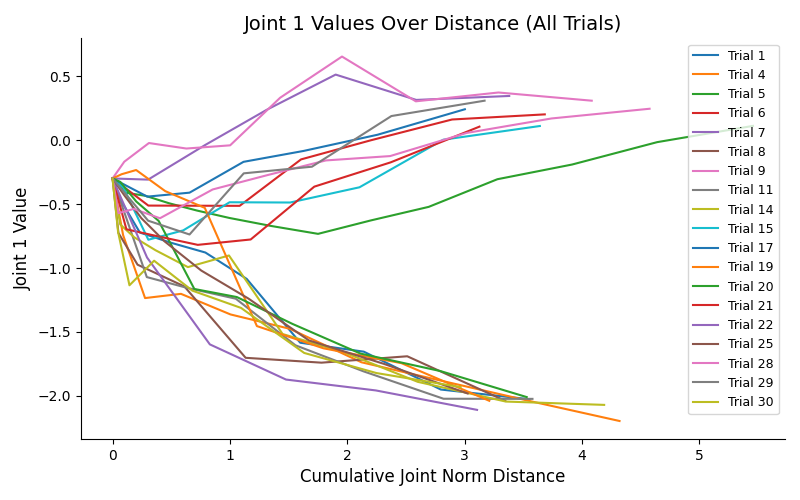 Joint 1 Values Over Distance (All Trials)
Joint 1 Value
0.5
0.0
−0.5
−1.0
−1.5
−2.0
0 1 2 3 4 5
Cumulative Joint Norm Distance
Trial 1
Trial 4
Trial 5
Trial 6
Trial 7
Trial 8
Trial 9
Trial 11
Trial 14
Trial 15
Trial 17
Trial 19
Trial 20
Trial 21
Trial 22
Trial 25
Trial 28
Trial 29
Trial 30